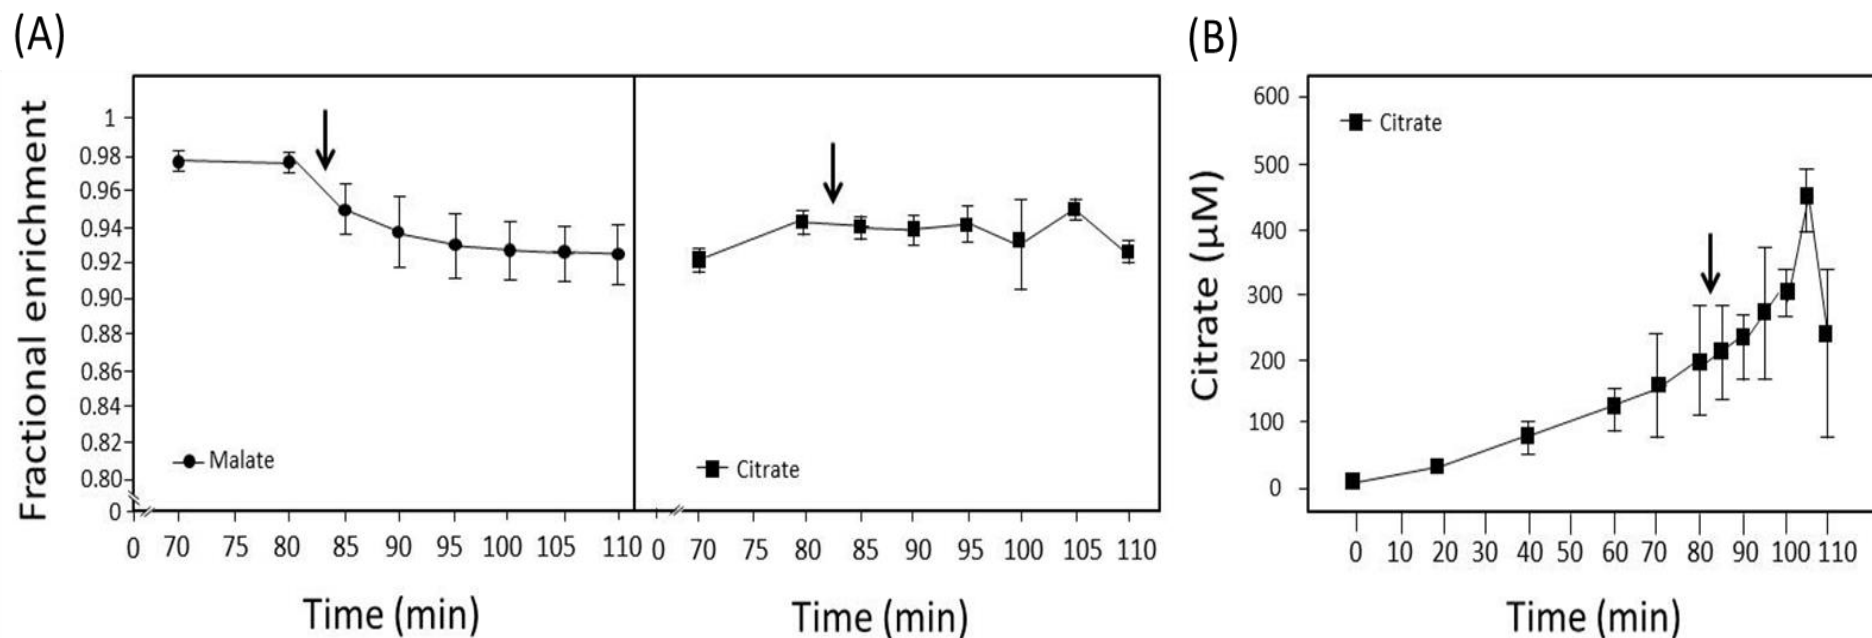 (A)
Fractional enrichment
1
0.98
0.96
0.94
0.92
0.90
0.88
0.86
0.84
0.82
0.80
0
Malate
0 70 75 80 85 90 95 100 105 110
Time (min)
Citrate
0 70 75 80 85 90 95 100 105 110
Time (min)
(B)
Citrate (μM)
600
500
400
300
200
100
0
Citrate
0 10 20 30 40 50 60 70 80 90 100 110
Time (min)